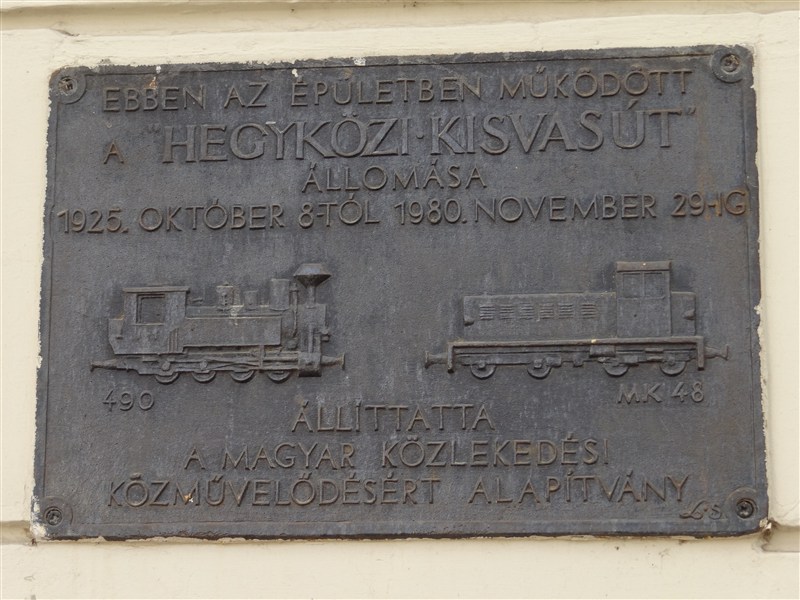 EBBEN AZ ÉPÜLETBEN MŰKÖDÖTT
A "HEGYKÖZI·KISVASÚT"
ÁLLOMÁSA
1925. OKTÓBER 8-TÓL 1980. NOVEMBER 29-IG
490
MK 48
ÁLLÍTTATTA
A MAGYAR KÖZLEKEDÉSI
KÖZMŰVELŐDÉSÉRT ALAPÍTVÁNY